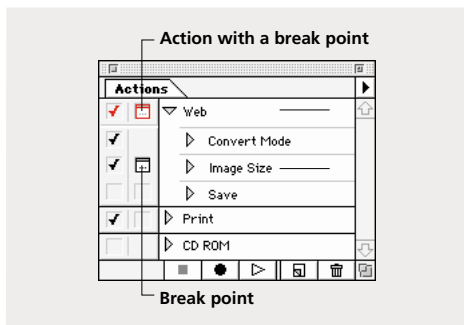 Action with a break point
Actions
Web
Convert Mode
Image Size
Save
Print
CD ROM
Break point